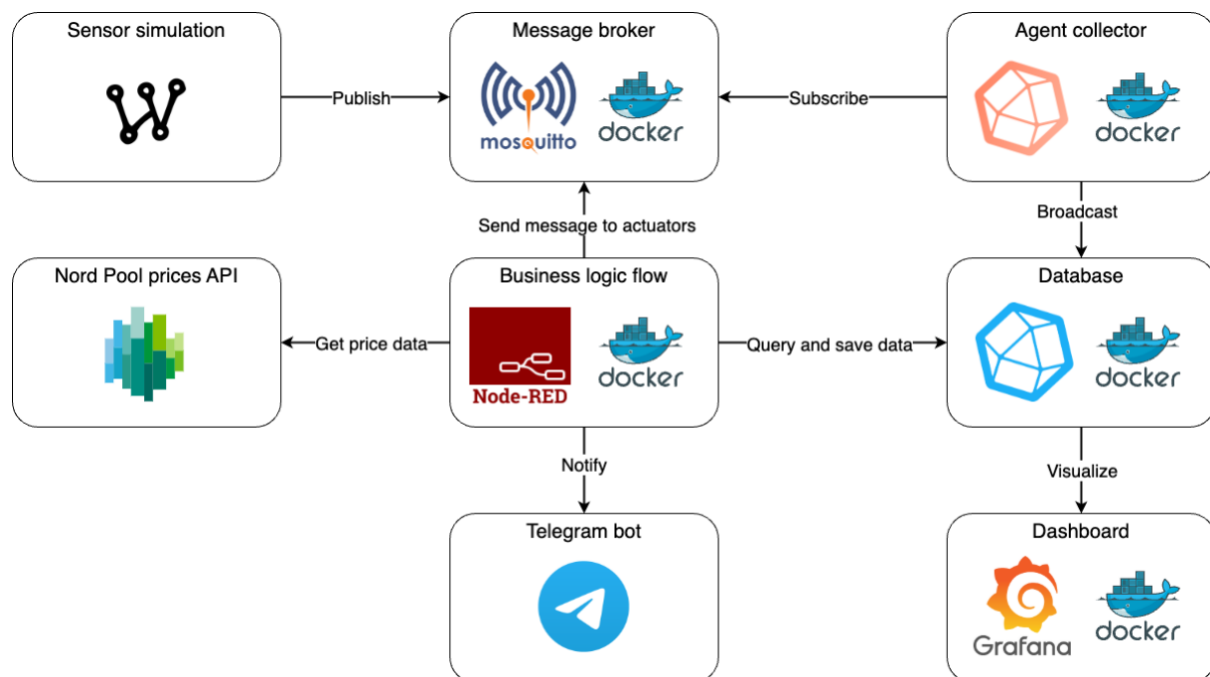 Sensor simulation
Message broker
Agent collector
Publish
Subscribe
mosquitto
docker
docker
Send message to actuators
Broadcast
Nord Pool prices API
Business logic flow
Database
Get price data
Query and save data
Node-RED
docker
docker
Notify
Visualize
Telegram bot
Dashboard
Grafana
docker